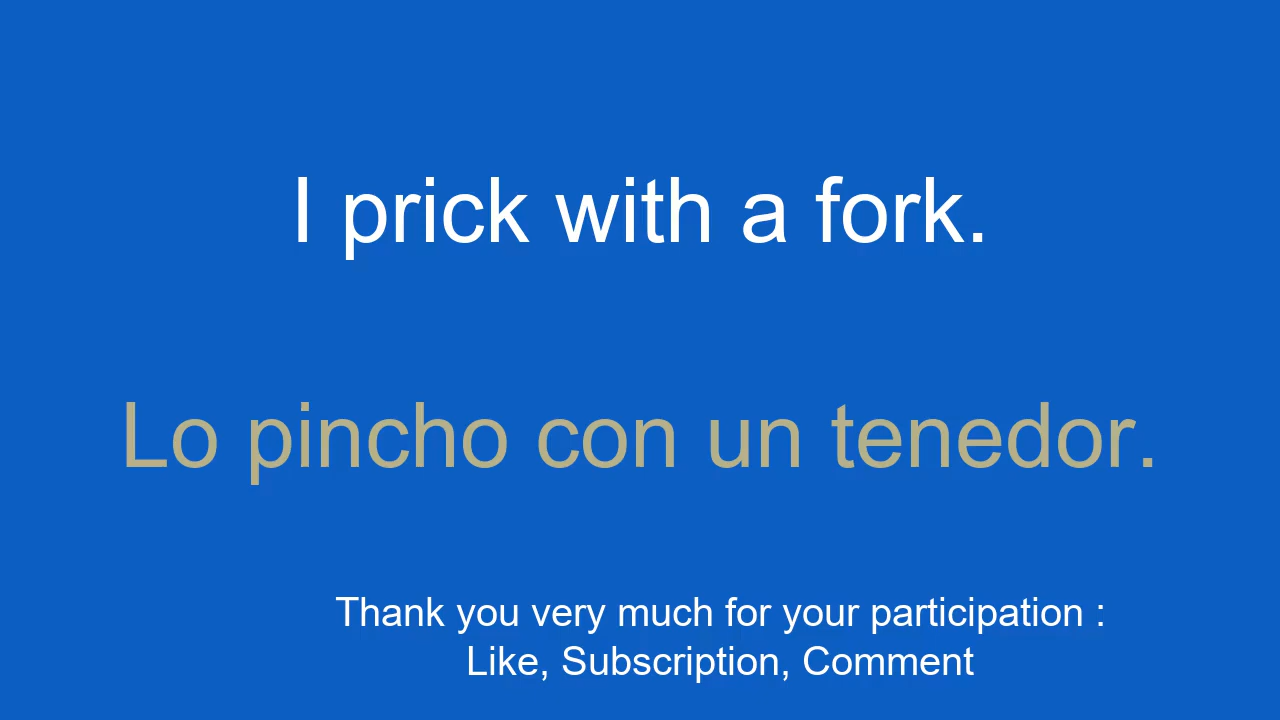 I prick with a fork.
Lo pincho con un tenedor.
Thank you very much for your participation :
Like, Subscription, Comment